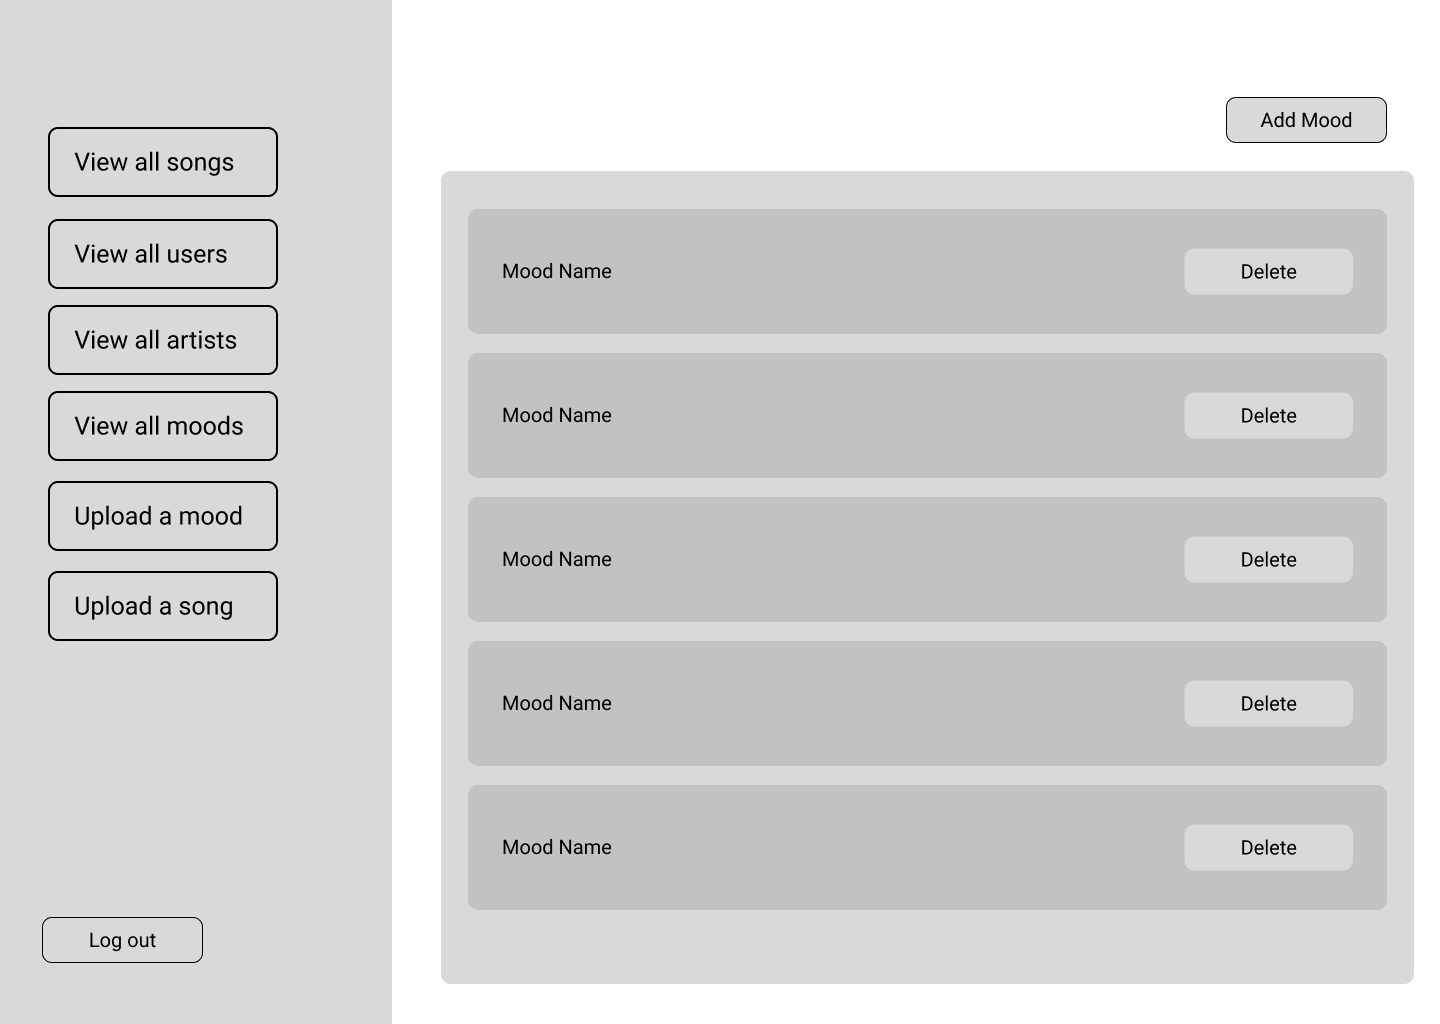 View all songs
View all users
View all artists
View all moods
Upload a mood
Upload a song
Log out
Add Mood
Mood Name
Delete
Mood Name
Delete
Mood Name
Delete
Mood Name
Delete
Mood Name
Delete